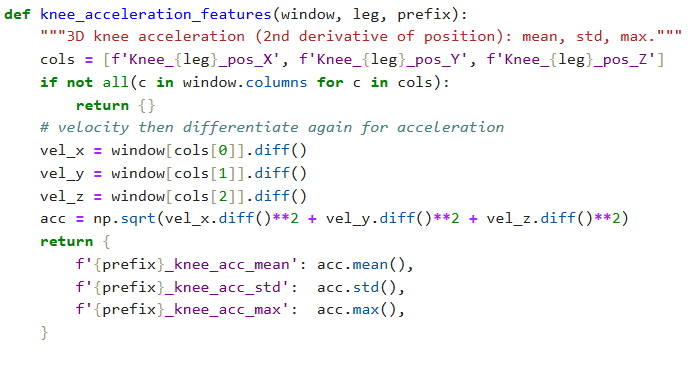 def knee_acceleration_features(window, leg, prefix):
    """3D knee acceleration (2nd derivative of position): mean, std, max."""
    cols = [f'Knee_{leg}_pos_X', f'Knee_{leg}_pos_Y', f'Knee_{leg}_pos_Z']
    if not all(c in window.columns for c in cols):
        return {}
    # velocity then differentiate again for acceleration
    vel_x = window[cols[0]].diff()
    vel_y = window[cols[1]].diff()
    vel_z = window[cols[2]].diff()
    acc = np.sqrt(vel_x.diff()**2 + vel_y.diff()**2 + vel_z.diff()**2)
    return {
        f'{prefix}_knee_acc_mean': acc.mean(),
        f'{prefix}_knee_acc_std':  acc.std(),
        f'{prefix}_knee_acc_max':  acc.max(),
    }